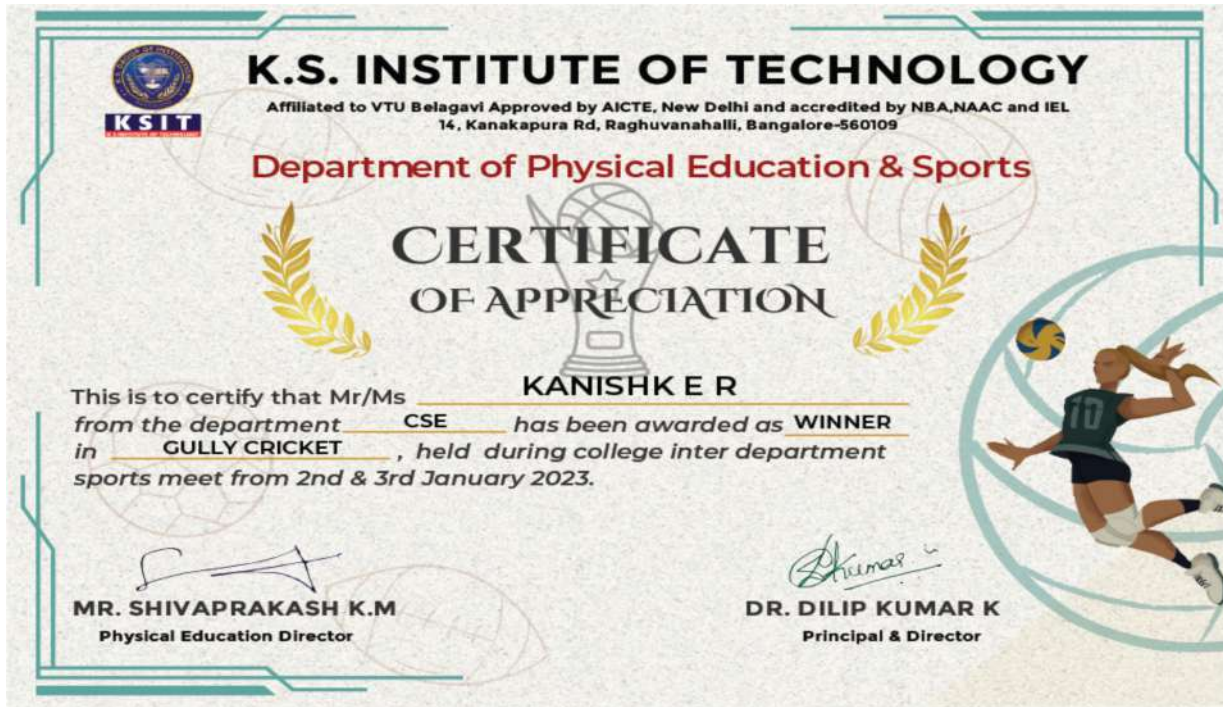 K.S. INSTITUTE OF TECHNOLOGY
Affiliated to VTU Belagavi Approved by AICTE, New Delhi and accredited by NBA,NAAC and IEL
14, Kanakapura Rd, Raghuvanahalli, Bangalore-560109
KSIT
Department of Physical Education & Sports
CERTIFICATE
OF APPRECIATION
This is to certify that Mr/Ms KANISHK E R
from the department CSE has been awarded as WINNER
in GULLY CRICKET , held during college inter department
sports meet from 2nd & 3rd January 2023.
10
MR. SHIVAPRAKASH K.M
Physical Education Director
DR. DILIP KUMAR K
Principal & Director